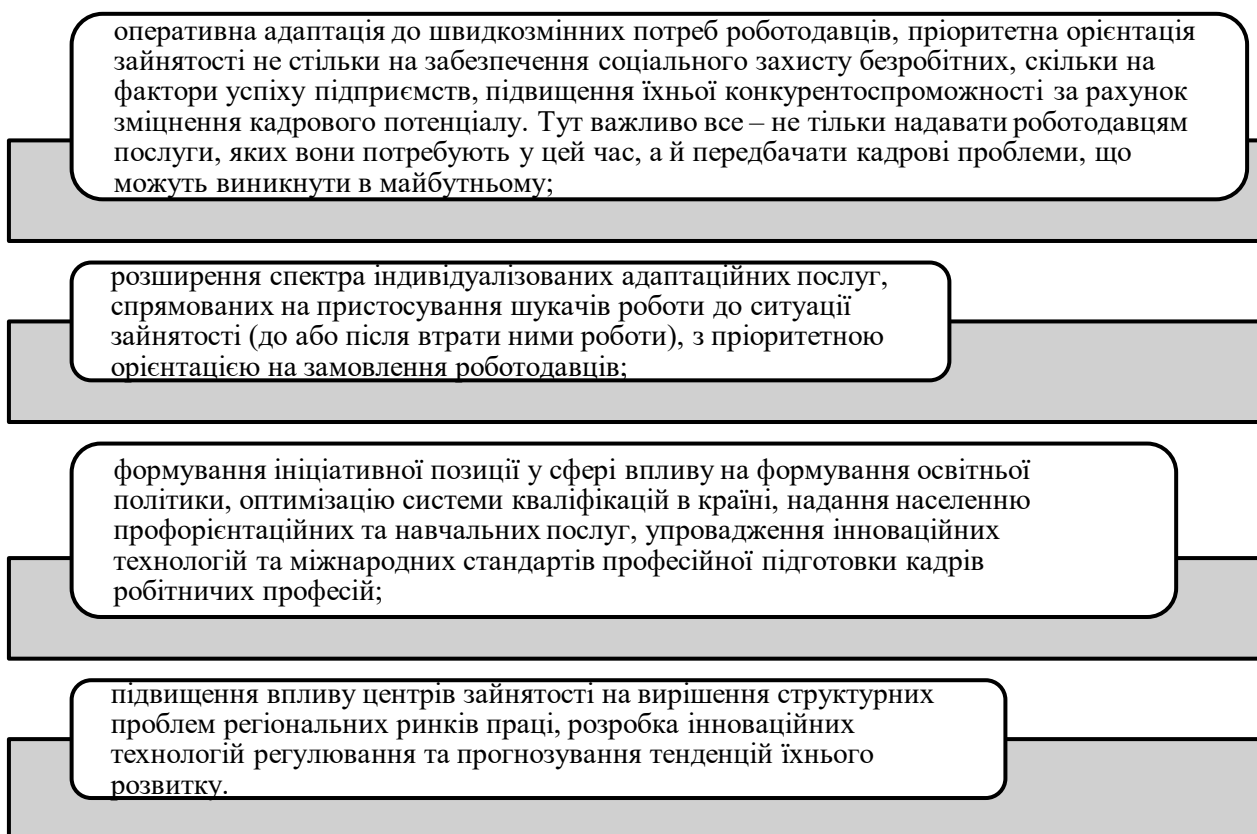 оперативна адаптація до швидкозмінних потреб роботодавців, пріоритетна орієнтація
зайнятості не стільки на забезпечення соціального захисту безробітних, скільки на
фактори успіху підприємств, підвищення їхньої конкурентоспроможності за рахунок
зміцнення кадрового потенціалу. Тут важливо все – не тільки надавати роботодавцям
послуги, яких вони потребують у цей час, а й передбачати кадрові проблеми, що
можуть виникнути в майбутньому;
розширення спектра індивідуалізованих адаптаційних послуг,
спрямованих на пристосування шукачів роботи до ситуації
зайнятості (до або після втрати ними роботи), з пріоритетною
орієнтацією на замовлення роботодавців;
формування ініціативної позиції у сфері впливу на формування освітньої
політики, оптимізацію системи кваліфікацій в країні, надання населенню
профорієнтаційних та навчальних послуг, упровадження інноваційних
технологій та міжнародних стандартів професійної підготовки кадрів
робітничих професій;
підвищення впливу центрів зайнятості на вирішення структурних
проблем регіональних ринків праці, розробка інноваційних
технологій регулювання та прогнозування тенденцій їхнього
розвитку.